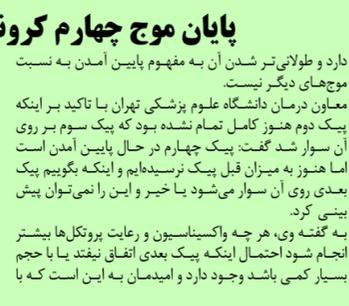 پایان موج چهارم کرونا
دارد و طولانی‌تر شدن آن به مفهوم پایین آمدن به نسبت
موج‌های دیگر نیست.
معاون درمان دانشگاه علوم پزشکی تهران با تاکید بر اینکه
پیک دوم هنوز کامل تمام نشده بود که پیک سوم بر روی
آن سوار شد گفت: پیک چهارم در حال پایین آمدن است
اما هنوز به میزان قبل پیک نرسیده‌ایم و اینکه بگوییم پیک
بعدی روی آن سوار می‌شود یا خیر و این را نمی‌توان پیش
بینی کرد.
به گفته وی، هر چه واکسیناسیون و رعایت پروتکل‌ها بیشتر
انجام شود احتمال اینکه پیک بعدی اتفاق نیفتد یا با حجم
بسیار کمی باشد وجود دارد و امیدمان به این است که با